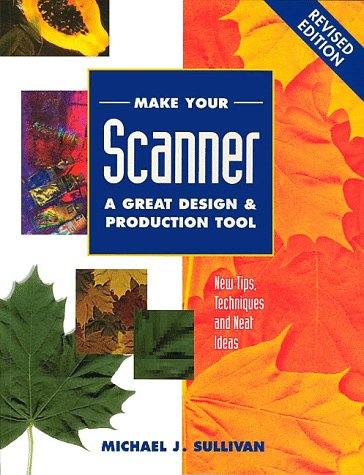 REVISED
EDITION
MAKE YOUR
Scanner
A GREAT DESIGN &
PRODUCTION TOOL
New Tips,
Techniques
and Neat
Ideas
MICHAEL J. SULLIVAN